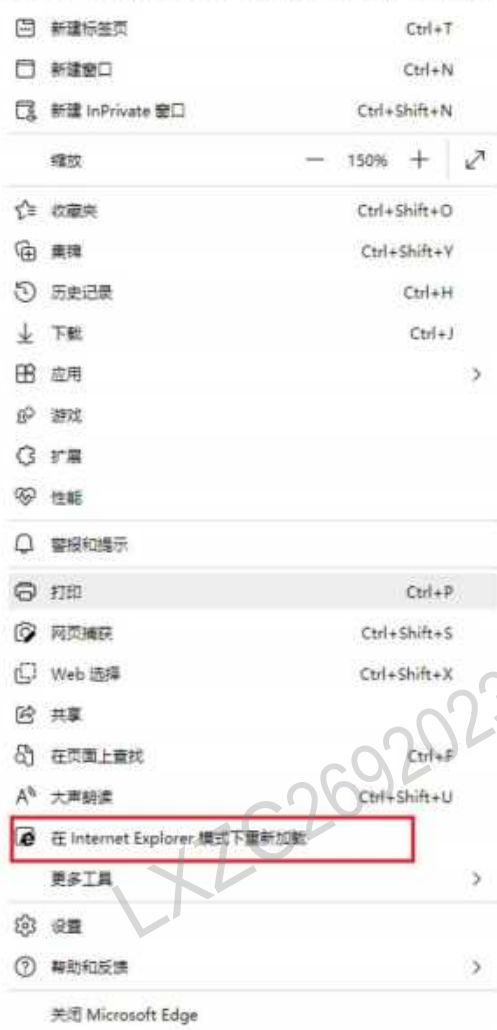 新建标签页 Ctrl+T
新建窗口 Ctrl+N
新建 InPrivate 窗口 Ctrl+Shift+N
缩放 — 150% +
收藏夹 Ctrl+Shift+O
集锦 Ctrl+Shift+Y
历史记录 Ctrl+H
下载 Ctrl+J
应用
游戏
扩展
性能
警报和提示
打印 Ctrl+P
网页捕获 Ctrl+Shift+S
Web 选择 Ctrl+Shift+X
共享
在页面上查找 Ctrl+F
大声朗读 Ctrl+Shift+U
在 Internet Explorer 模式下重新加载
更多工具
设置
帮助和反馈
关闭 Microsoft Edge
LXZC2692023